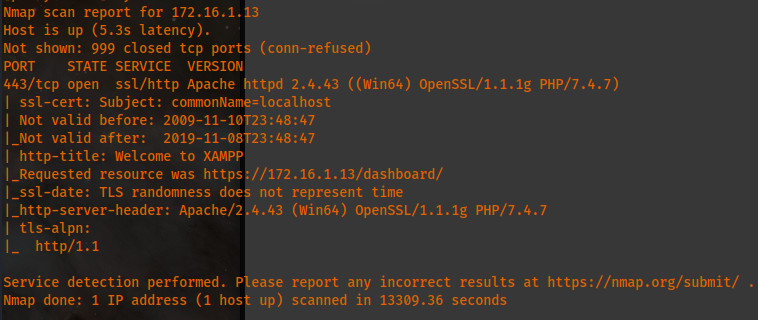 Nmap scan report for 172.16.1.13
Host is up (5.3s latency).
Not shown: 999 closed tcp ports (conn-refused)
PORT    STATE SERVICE  VERSION
443/tcp open  ssl/http Apache httpd 2.4.43 ((Win64) OpenSSL/1.1.1g PHP/7.4.7)
| ssl-cert: Subject: commonName=localhost
| Not valid before: 2009-11-10T23:48:47
|_Not valid after:  2019-11-08T23:48:47
| http-title: Welcome to XAMPP
|_Requested resource was https://172.16.1.13/dashboard/
|_ssl-date: TLS randomness does not represent time
|_http-server-header: Apache/2.4.43 (Win64) OpenSSL/1.1.1g PHP/7.4.7
| tls-alpn:
|_  http/1.1
Service detection performed. Please report any incorrect results at https://nmap.org/submit/ .
Nmap done: 1 IP address (1 host up) scanned in 13309.36 seconds